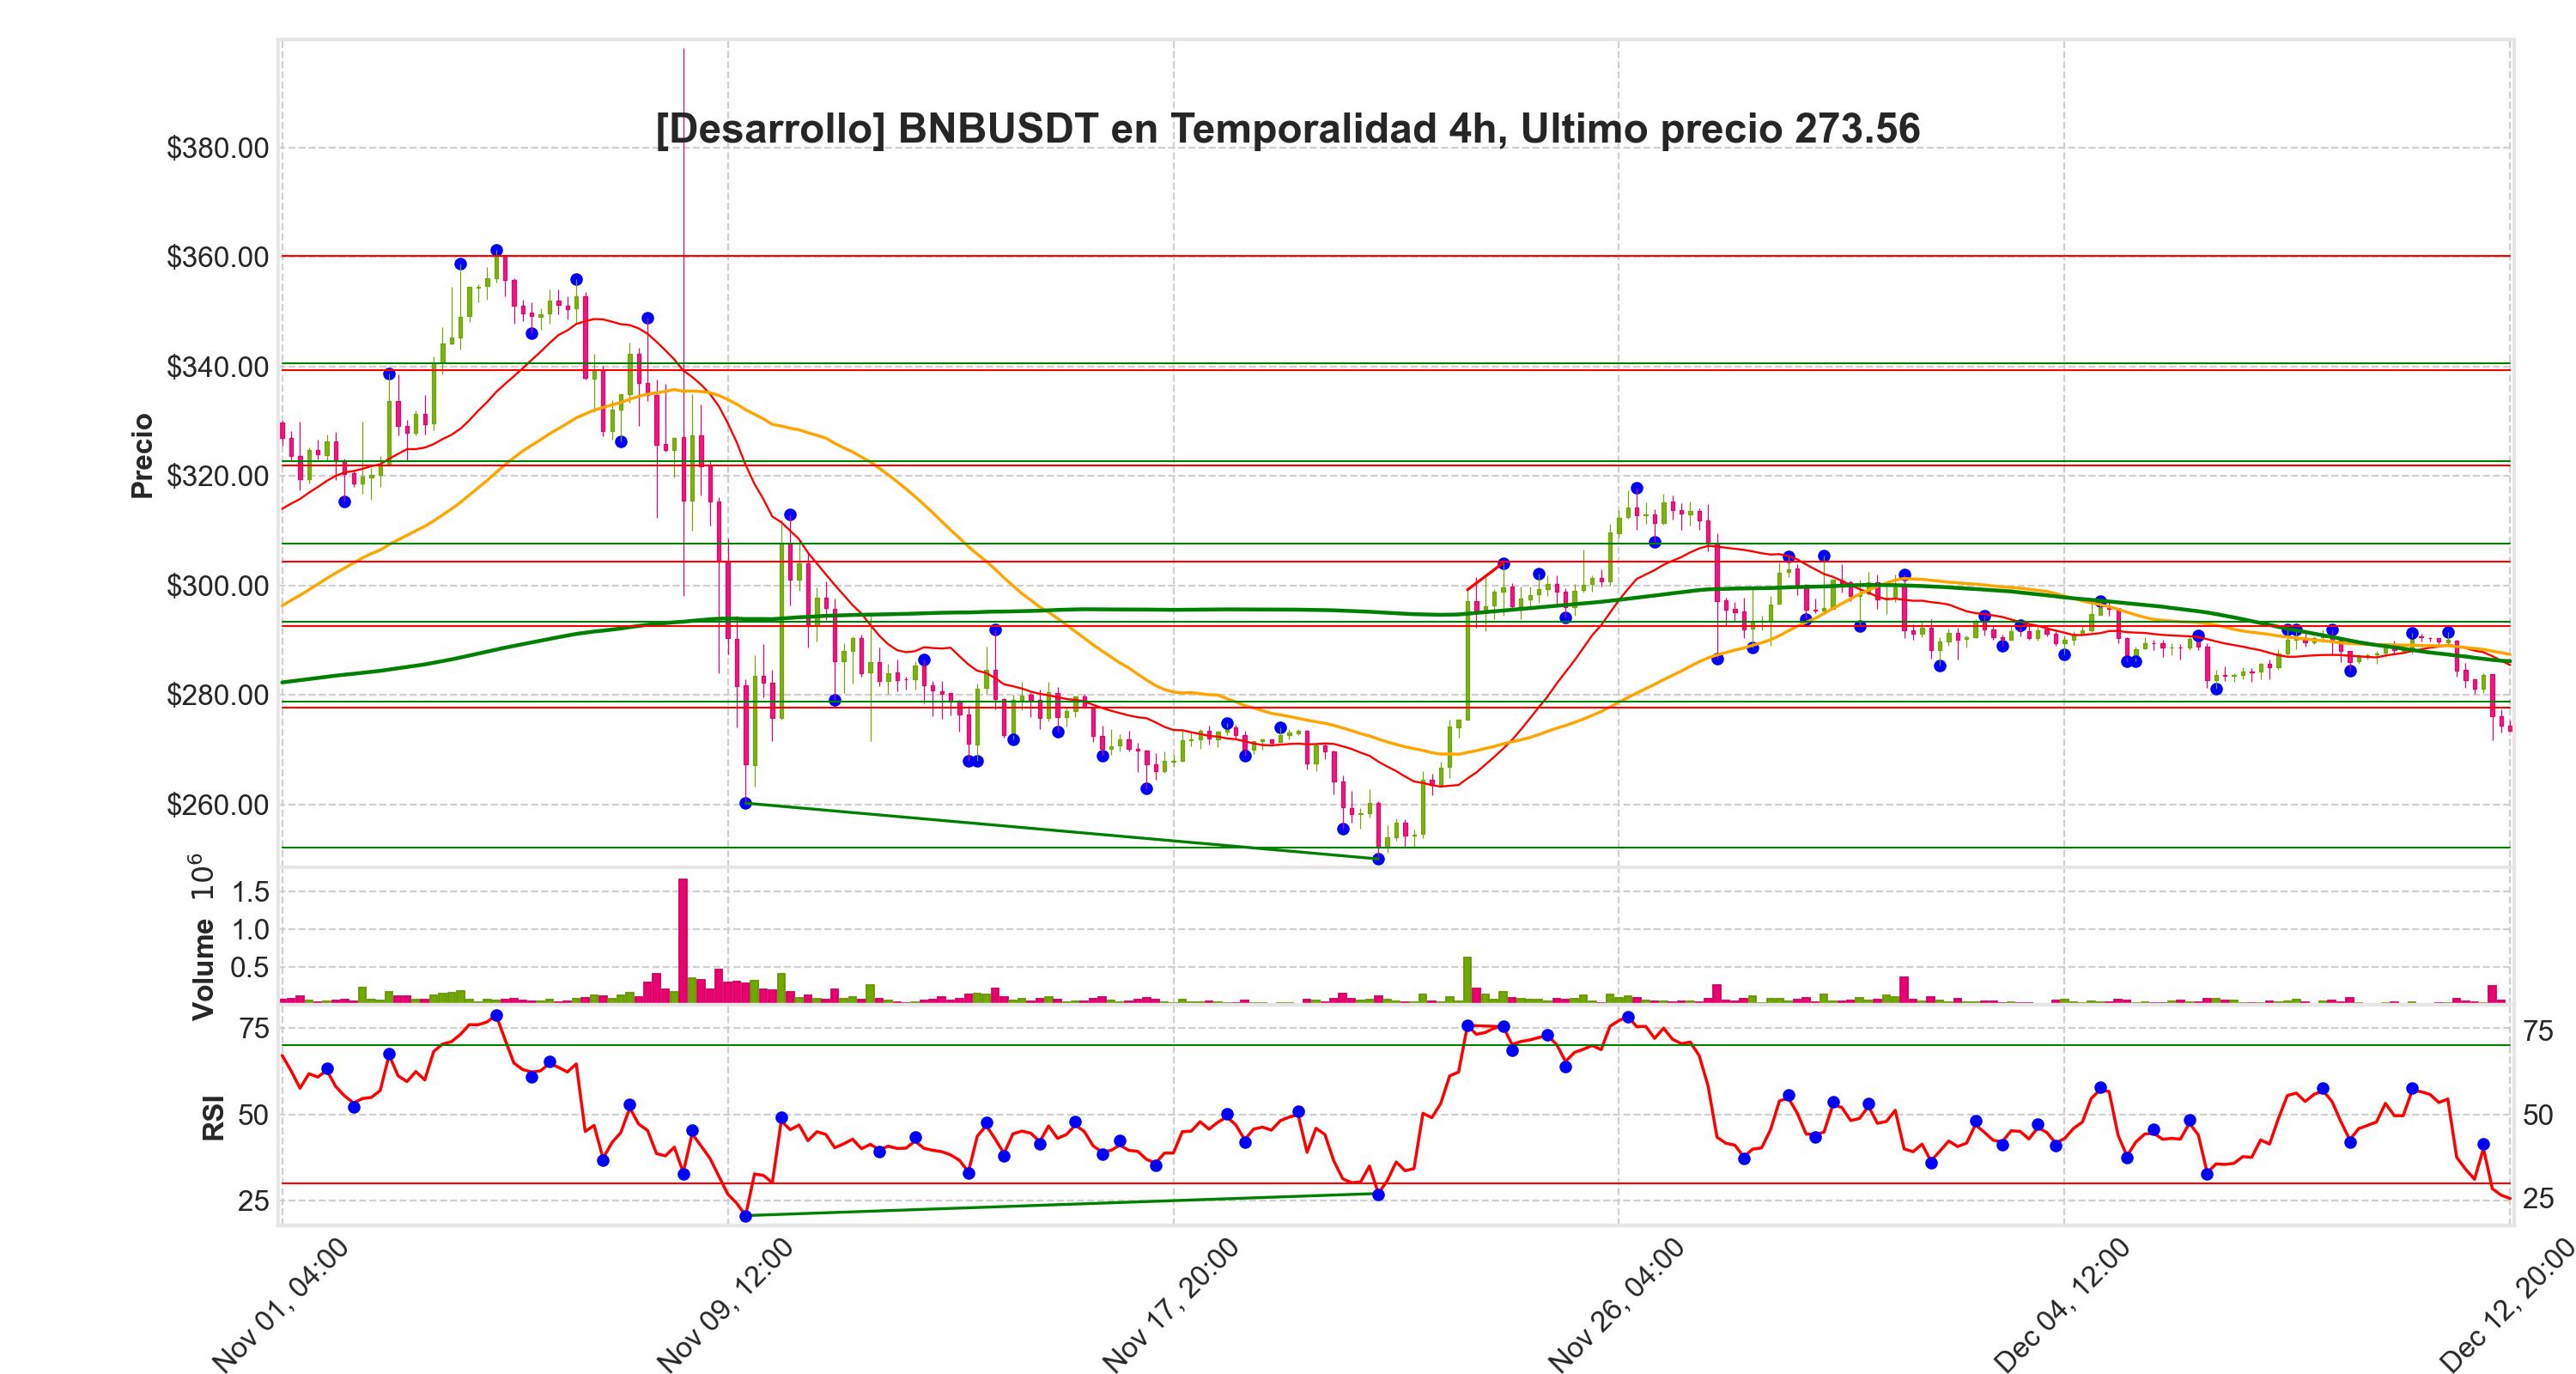 [Desarrollo] BNBUSDT en Temporalidad 4h, Ultimo precio 273.56
Precio
$380.00
$360.00
$340.00
$320.00
$300.00
$280.00
$260.00
Volume 10⁶
1.5
1.0
0.5
RSI
75
50
25
75
50
25
Nov 01, 04:00
Nov 09, 12:00
Nov 17, 20:00
Nov 26, 04:00
Dec 04, 12:00
Dec 12, 20:00